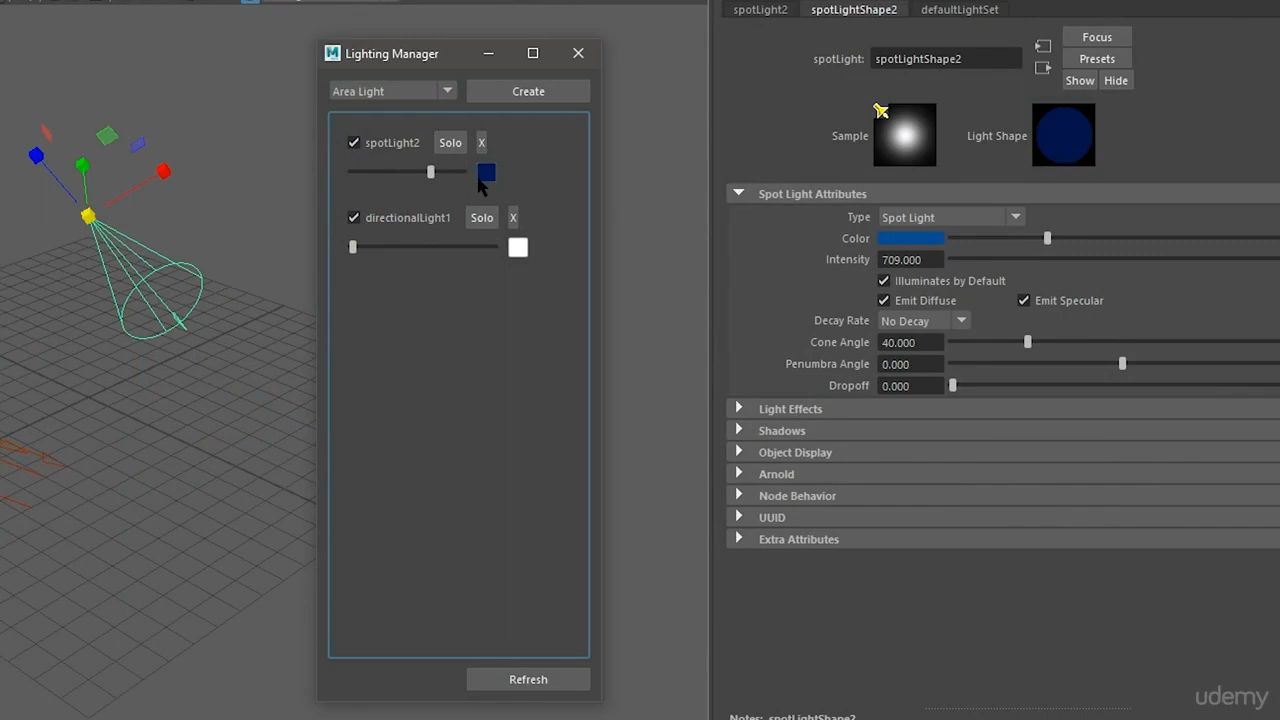 spotLight2 spotLightShape2 defaultLightSet
Lighting Manager
Focus
spotLight: spotLightShape2
Presets
Show Hide
Area Light Create
Sample
Light Shape
spotLight2 Solo X
directionalLight1 Solo X
Spot Light Attributes
Type Spot Light
Color
Intensity 709.000
Illuminates by Default
Emit Diffuse Emit Specular
Decay Rate No Decay
Cone Angle 40.000
Penumbra Angle 0.000
Dropoff 0.000
Light Effects
Shadows
Object Display
Arnold
Node Behavior
UUID
Extra Attributes
Refresh
udemy
Notes: spotLightShape2